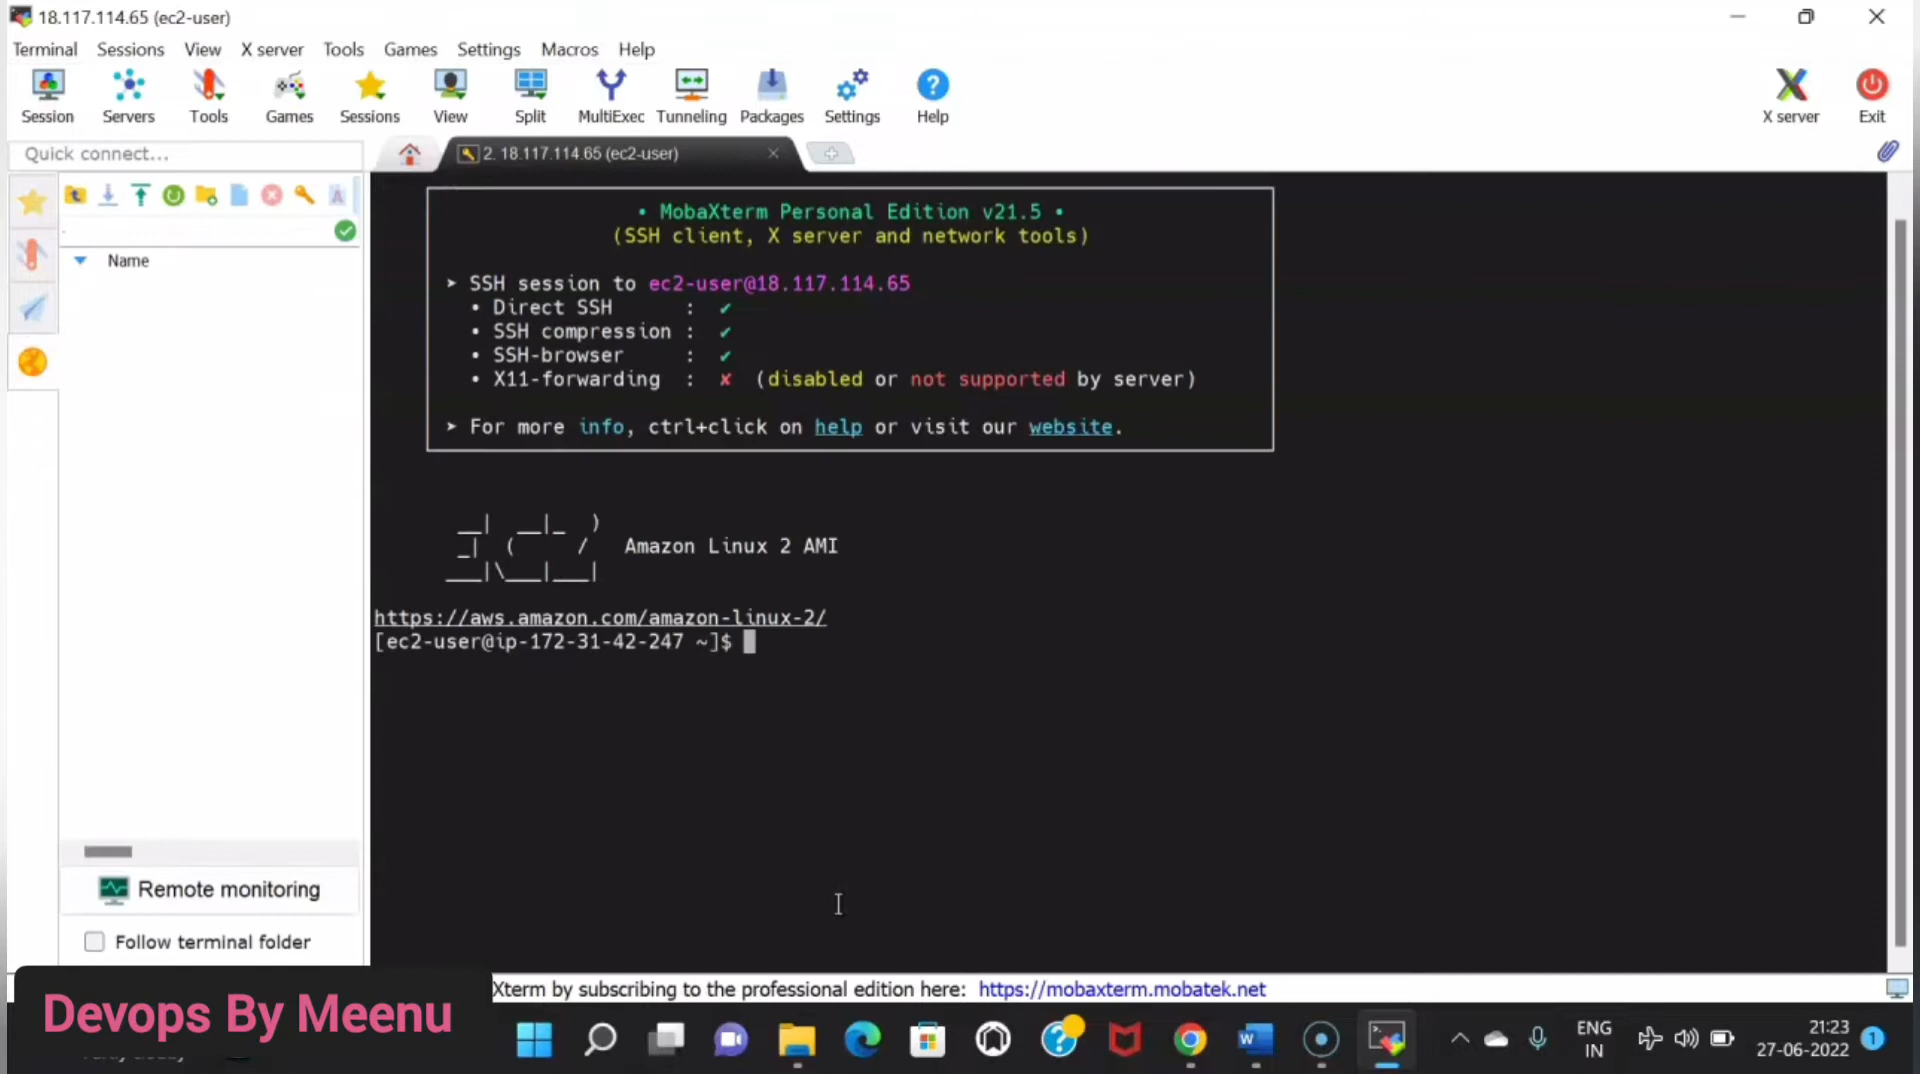 18.117.114.65 (ec2-user)
Terminal Sessions View X server Tools Games Settings Macros Help
Session Servers Tools Games Sessions View Split MultiExec Tunneling Packages Settings Help X server Exit
Quick connect...
2. 18.117.114.65 (ec2-user)
Name
• MobaXterm Personal Edition v21.5 •
(SSH client, X server and network tools)
➤ SSH session to ec2-user@18.117.114.65
• Direct SSH : ✔
• SSH compression : ✔
• SSH-browser : ✔
• X11-forwarding : ✘ (disabled or not supported by server)
➤ For more info, ctrl+click on help or visit our website.
__| __|_ )
_| ( / Amazon Linux 2 AMI
___|\___|___|
https://aws.amazon.com/amazon-linux-2/
[ec2-user@ip-172-31-42-247 ~]$
Remote monitoring
Follow terminal folder
Xterm by subscribing to the professional edition here: https://mobaxterm.mobatek.net
Devops By Meenu
ENG
IN
21:23
27-06-2022
1